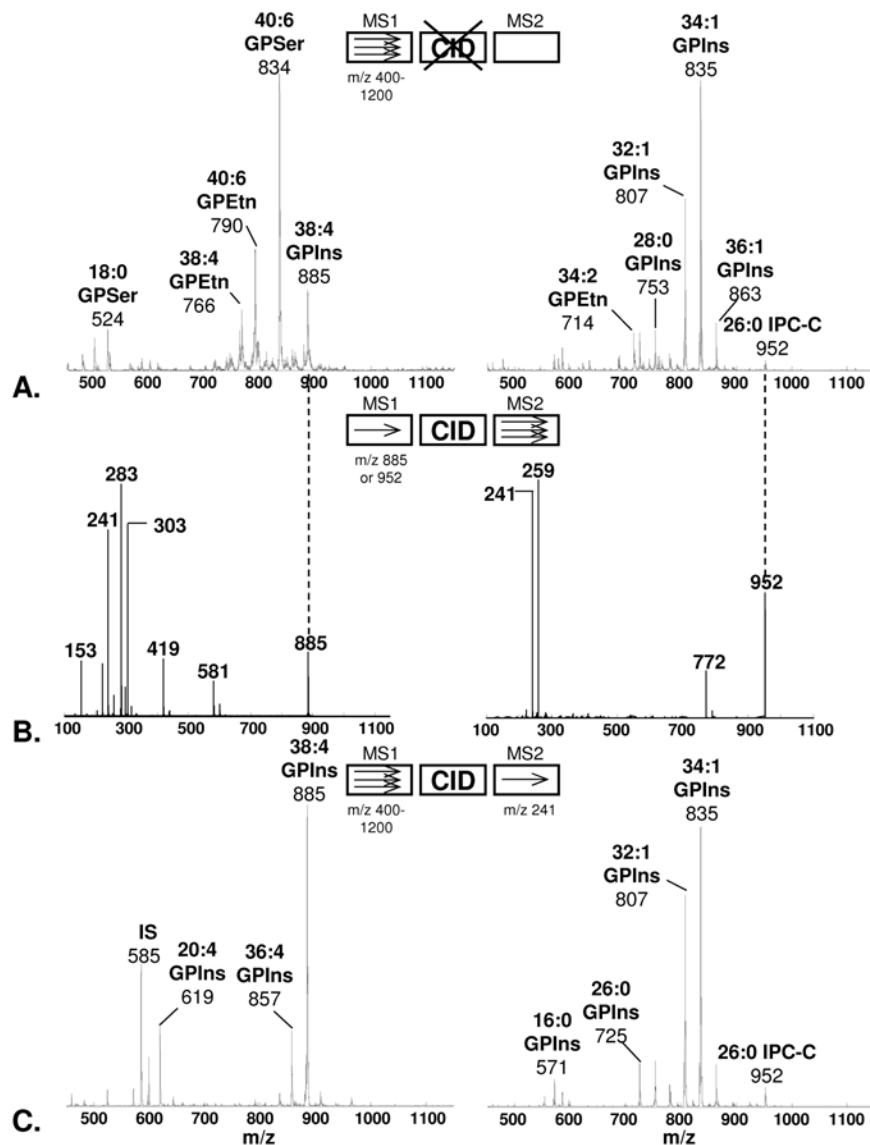 MS1 CID MS2
m/z 400-
1200
40:6
GPSer
834
40:6
GPEtn
790
38:4
GPEtn
766
38:4
GPIns
885
18:0
GPSer
524
34:1
GPIns
835
32:1
GPIns
807
28:0
GPIns
753
36:1
GPIns
863
34:2
GPEtn
714
26:0 IPC-C
952
500 600 700 800 900 1000 1100
500 600 700 800 900 1000 1100
A.
MS1 CID MS2
m/z 885
or 952
283
241
303
153
419
581
885
259
241
952
772
100 300 500 700 900 1100
100 300 500 700 900 1100
B.
MS1 CID MS2
m/z 400-
1200
m/z 241
38:4
GPIns
885
IS
585
20:4
GPIns
619
36:4
GPIns
857
34:1
GPIns
835
32:1
GPIns
807
26:0
GPIns
725
16:0
GPIns
571
26:0 IPC-C
952
500 600 700 800 900 1000 1100
500 600 700 800 900 1000 1100
C.
m/z
m/z